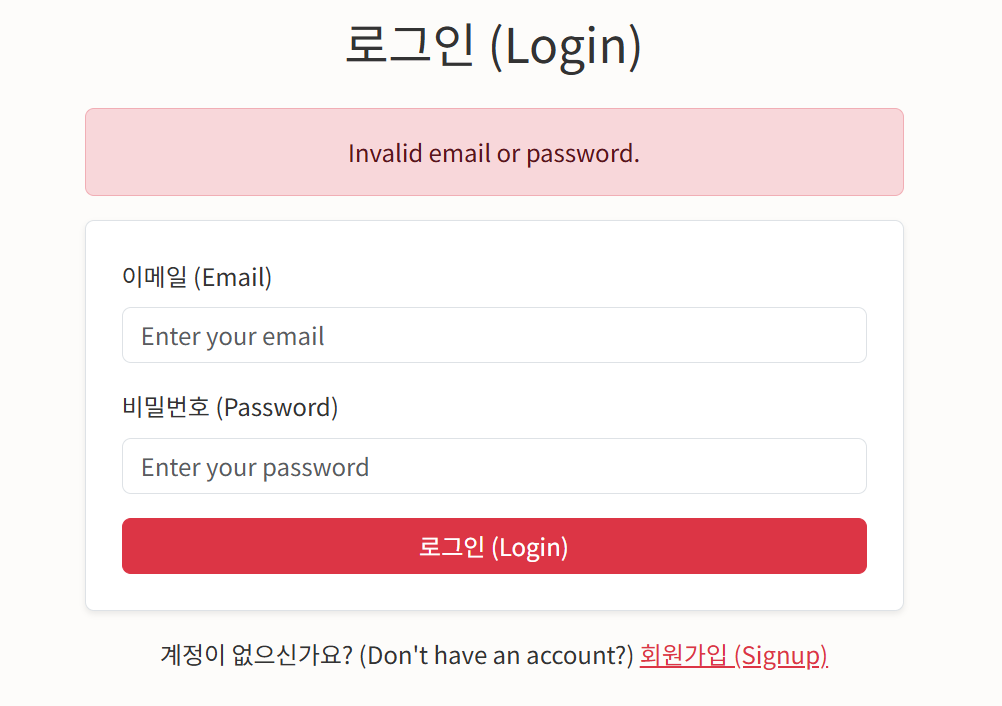 로그인 (Login)
Invalid email or password.
이메일 (Email)
Enter your email
비밀번호 (Password)
Enter your password
로그인 (Login)
계정이 없으신가요? (Don't have an account?) 회원가입 (Signup)